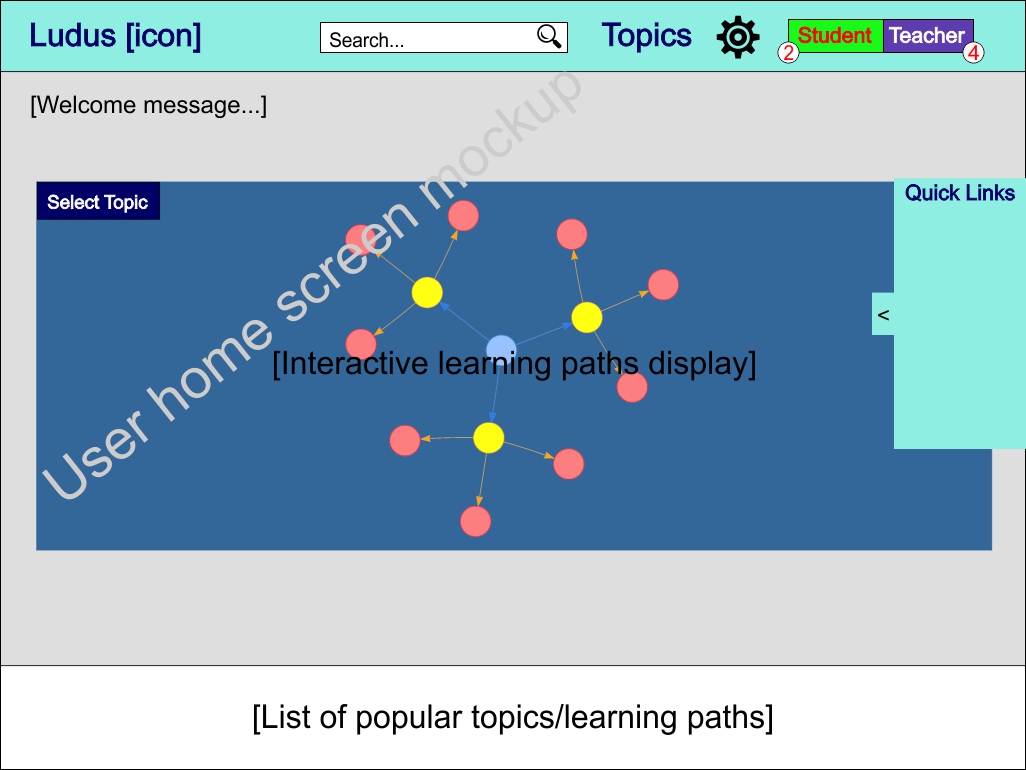 Ludus [icon]
Search...
Topics
Student
Teacher
2
4
[Welcome message...]
Select Topic
Quick Links
<
User home screen mockup
[Interactive learning paths display]
[List of popular topics/learning paths]